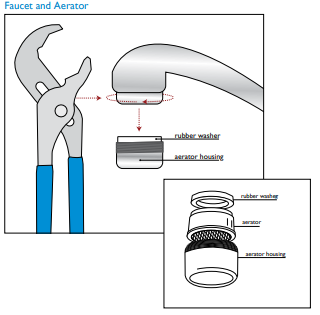 Faucet and Aerator
rubber washer
aerator housing
rubber washer
aerator
aerator housing